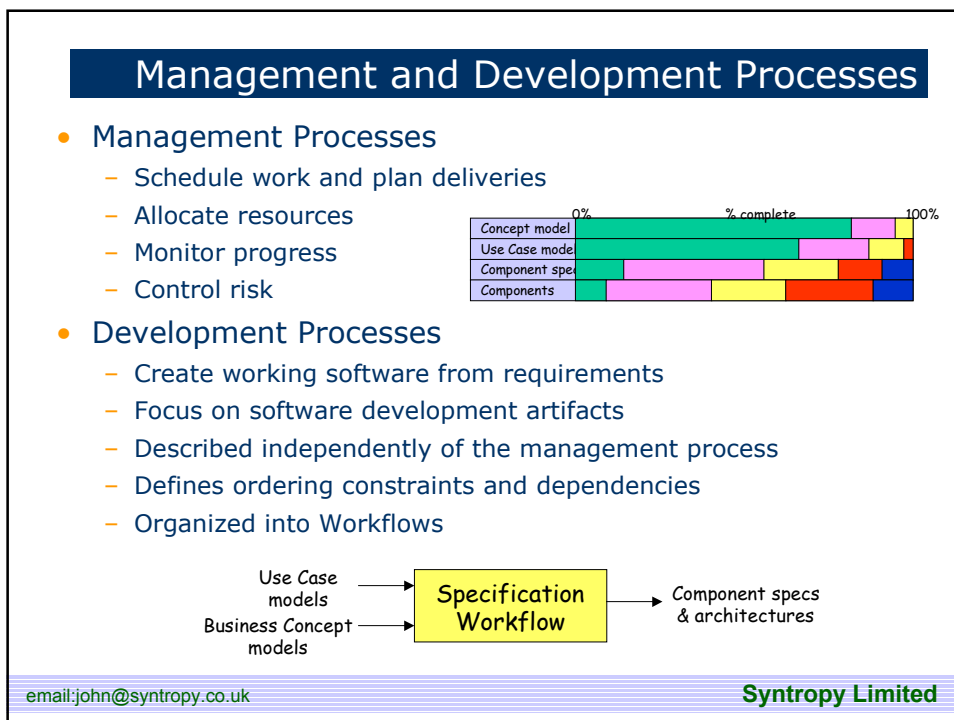 Management and Development Processes
• Management Processes
– Schedule work and plan deliveries
– Allocate resources
– Monitor progress
– Control risk
0% % complete 100%
Concept model
Use Case model
Component spec
Components
• Development Processes
– Create working software from requirements
– Focus on software development artifacts
– Described independently of the management process
– Defines ordering constraints and dependencies
– Organized into Workflows
Use Case
models
Business Concept
models
Specification
Workflow
Component specs
& architectures
email:john@syntropy.co.uk
Syntropy Limited